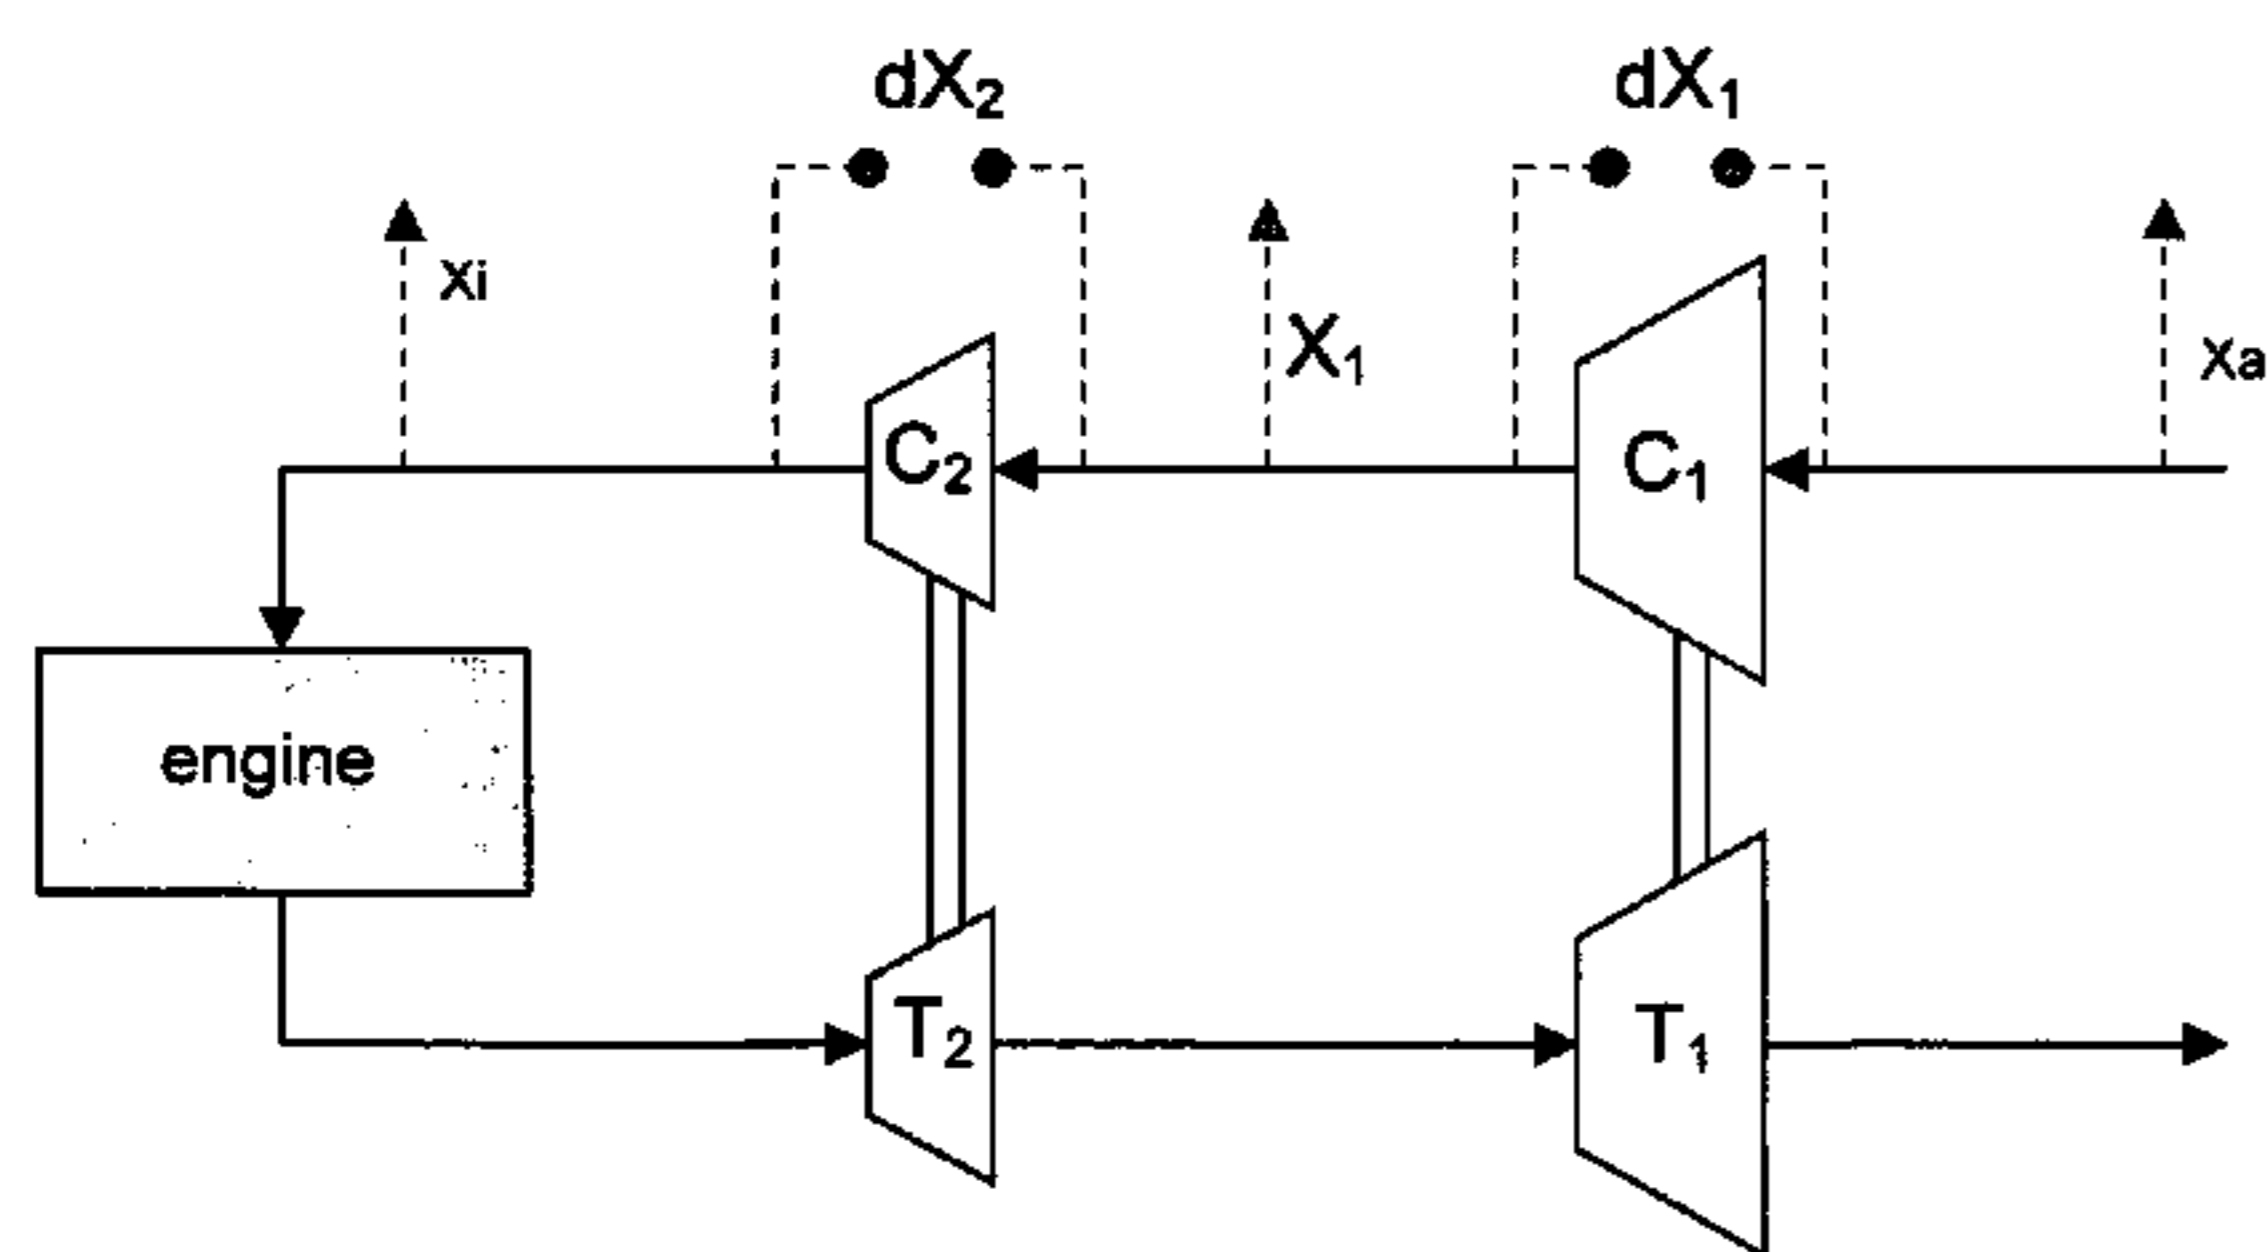 dX₂
dX₁
Xi
X₁
Xa
C₂
C₁
engine
T₂
T₁